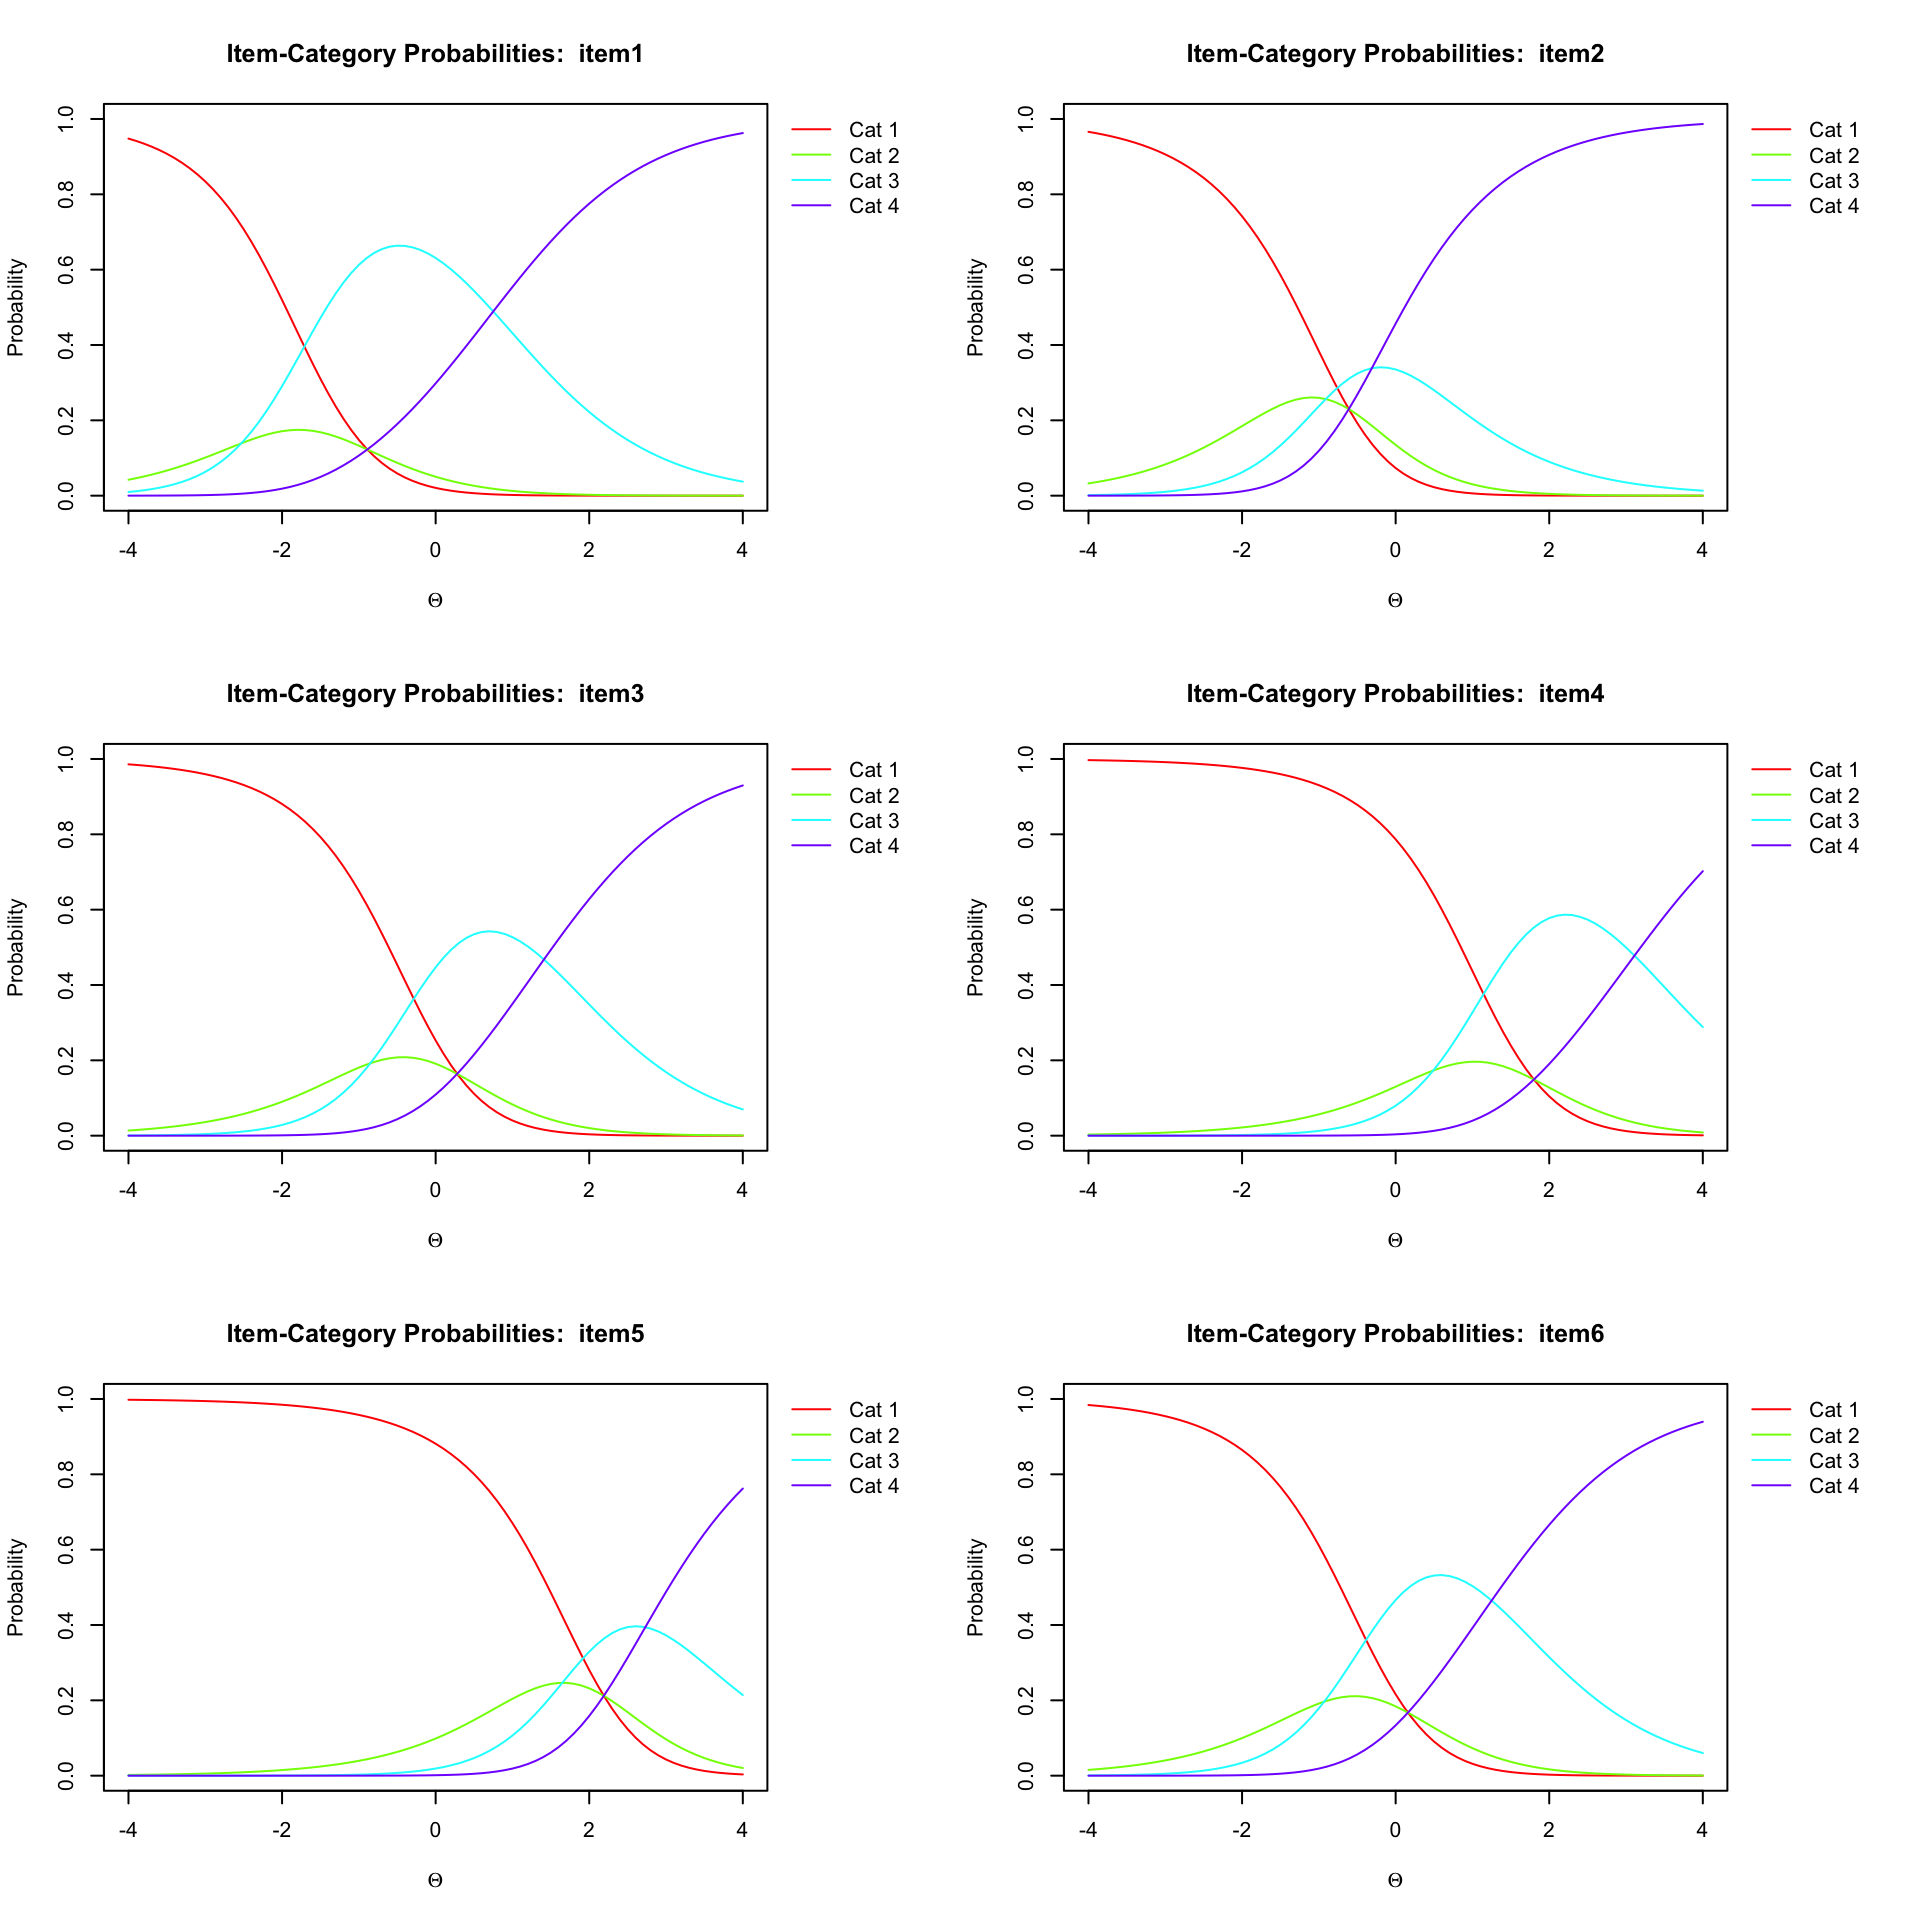 Item-Category Probabilities:  item1
Probability
1.0
0.8
0.6
0.4
0.2
0.0
-4 -2 0 2 4
Θ
Cat 1
Cat 2
Cat 3
Cat 4
Item-Category Probabilities:  item2
Probability
1.0
0.8
0.6
0.4
0.2
0.0
-4 -2 0 2 4
Θ
Cat 1
Cat 2
Cat 3
Cat 4
Item-Category Probabilities:  item3
Probability
1.0
0.8
0.6
0.4
0.2
0.0
-4 -2 0 2 4
Θ
Cat 1
Cat 2
Cat 3
Cat 4
Item-Category Probabilities:  item4
Probability
1.0
0.8
0.6
0.4
0.2
0.0
-4 -2 0 2 4
Θ
Cat 1
Cat 2
Cat 3
Cat 4
Item-Category Probabilities:  item5
Probability
1.0
0.8
0.6
0.4
0.2
0.0
-4 -2 0 2 4
Θ
Cat 1
Cat 2
Cat 3
Cat 4
Item-Category Probabilities:  item6
Probability
1.0
0.8
0.6
0.4
0.2
0.0
-4 -2 0 2 4
Θ
Cat 1
Cat 2
Cat 3
Cat 4